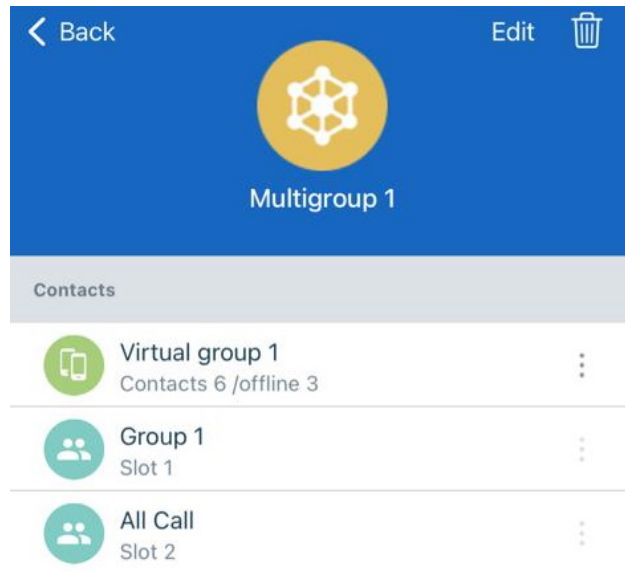 Back
Edit
Multigroup 1
Contacts
Virtual group 1
Contacts 6 /offline 3
Group 1
Slot 1
All Call
Slot 2